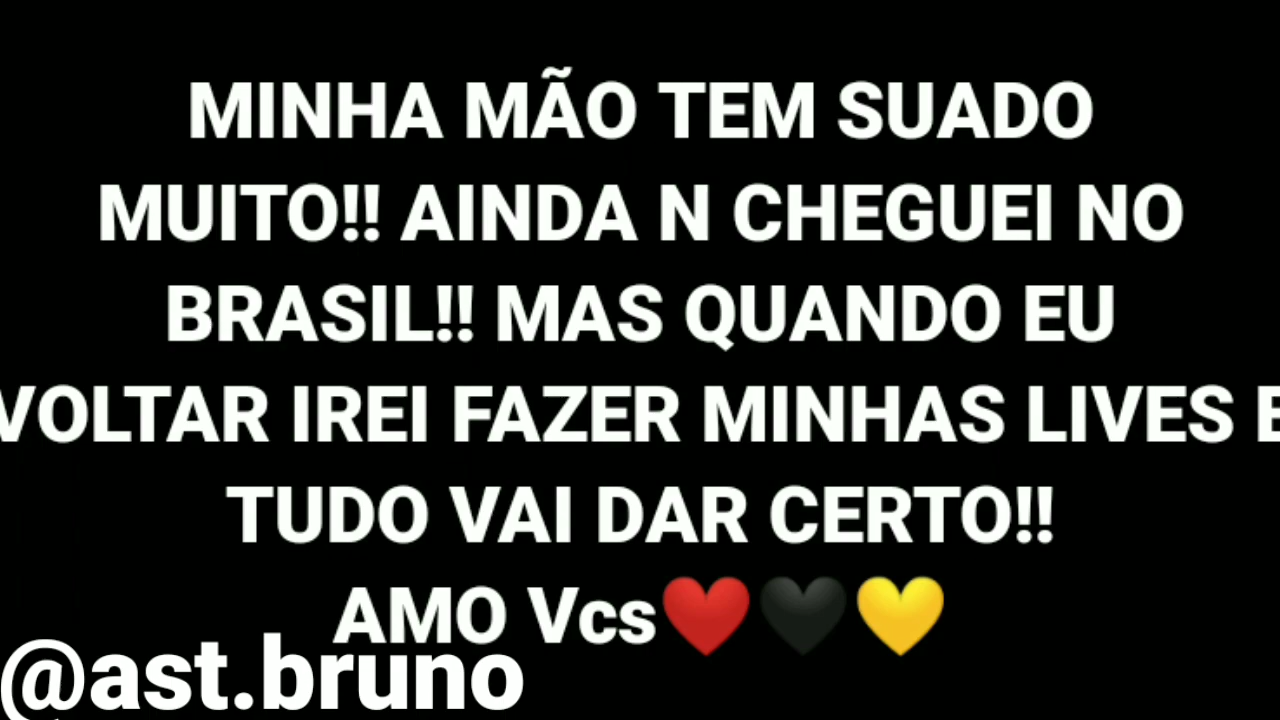 MINHA MÃO TEM SUADO
MUITO!! AINDA N CHEGUEI NO
BRASIL!! MAS QUANDO EU
VOLTAR IREI FAZER MINHAS LIVES E
TUDO VAI DAR CERTO!!
AMO Vcs❤️🖤💛
@ast.bruno